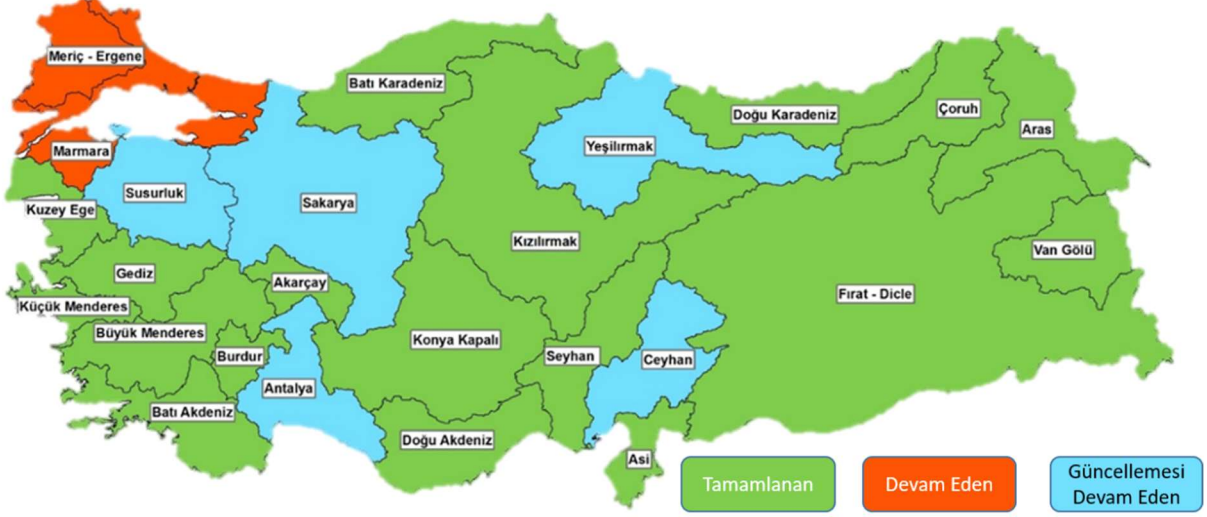 Meriç - Ergene
Batı Karadeniz
Doğu Karadeniz
Çoruh
Aras
Marmara
Yeşilırmak
Susurluk
Sakarya
Kuzey Ege
Kızılırmak
Van Gölü
Gediz
Akarçay
Fırat - Dicle
Küçük Menderes
Büyük Menderes
Konya Kapalı
Burdur
Seyhan
Ceyhan
Antalya
Batı Akdeniz
Doğu Akdeniz
Asi
Tamamlanan
Devam Eden
Güncellemesi
Devam Eden